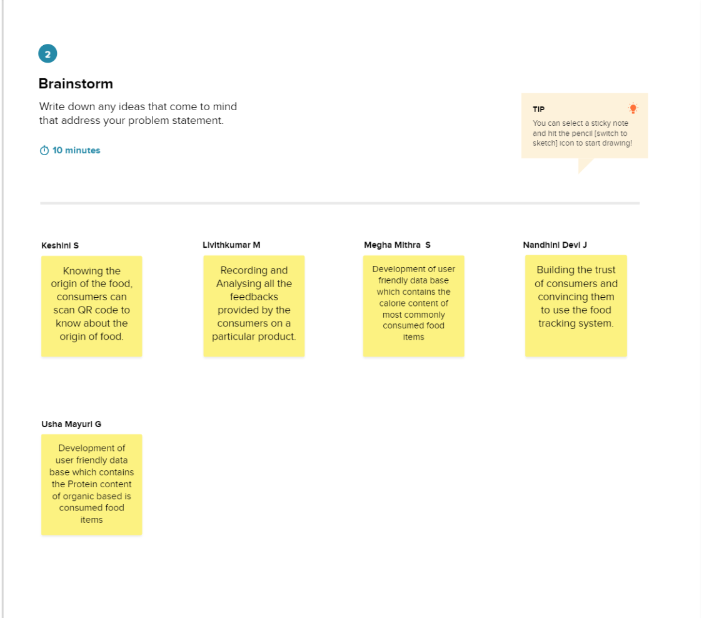 2
Brainstorm
Write down any ideas that come to mind
that address your problem statement.
10 minutes
TIP
You can select a sticky note
and hit the pencil [switch to
sketch] icon to start drawing!
Keshini S
Knowing the
origin of the food,
consumers can
scan QR code to
know about the
origin of food.
Livithkumar M
Recording and
Analysing all the
feedbacks
provided by the
consumers on a
particular product.
Megha Mithra S
Development of user
friendly data base
which contains the
calorie content of
most commonly
consumed food
items
Nandhini Devi J
Building the trust
of consumers and
convincing them
to use the food
tracking system.
Usha Mayuri G
Development of
user friendly data
base which contains
the Protein content
of organic based is
consumed food
items